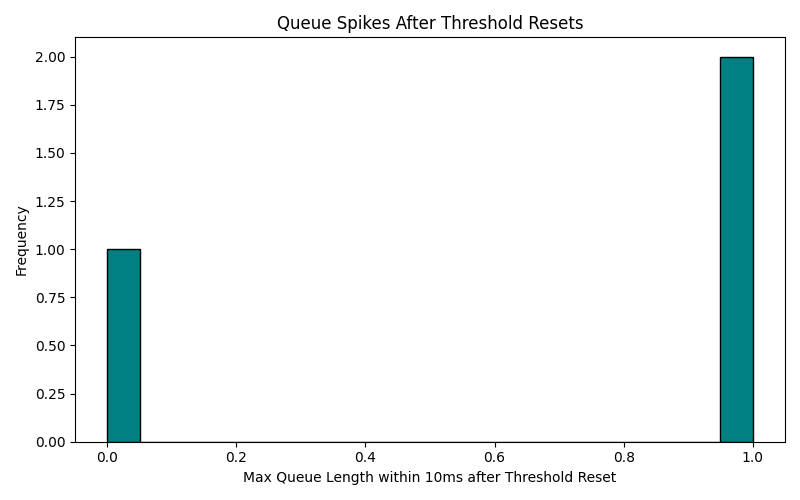 Queue Spikes After Threshold Resets
2.00
1.75
1.50
1.25
1.00
0.75
0.50
0.25
0.00
Frequency
0.0 0.2 0.4 0.6 0.8 1.0
Max Queue Length within 10ms after Threshold Reset